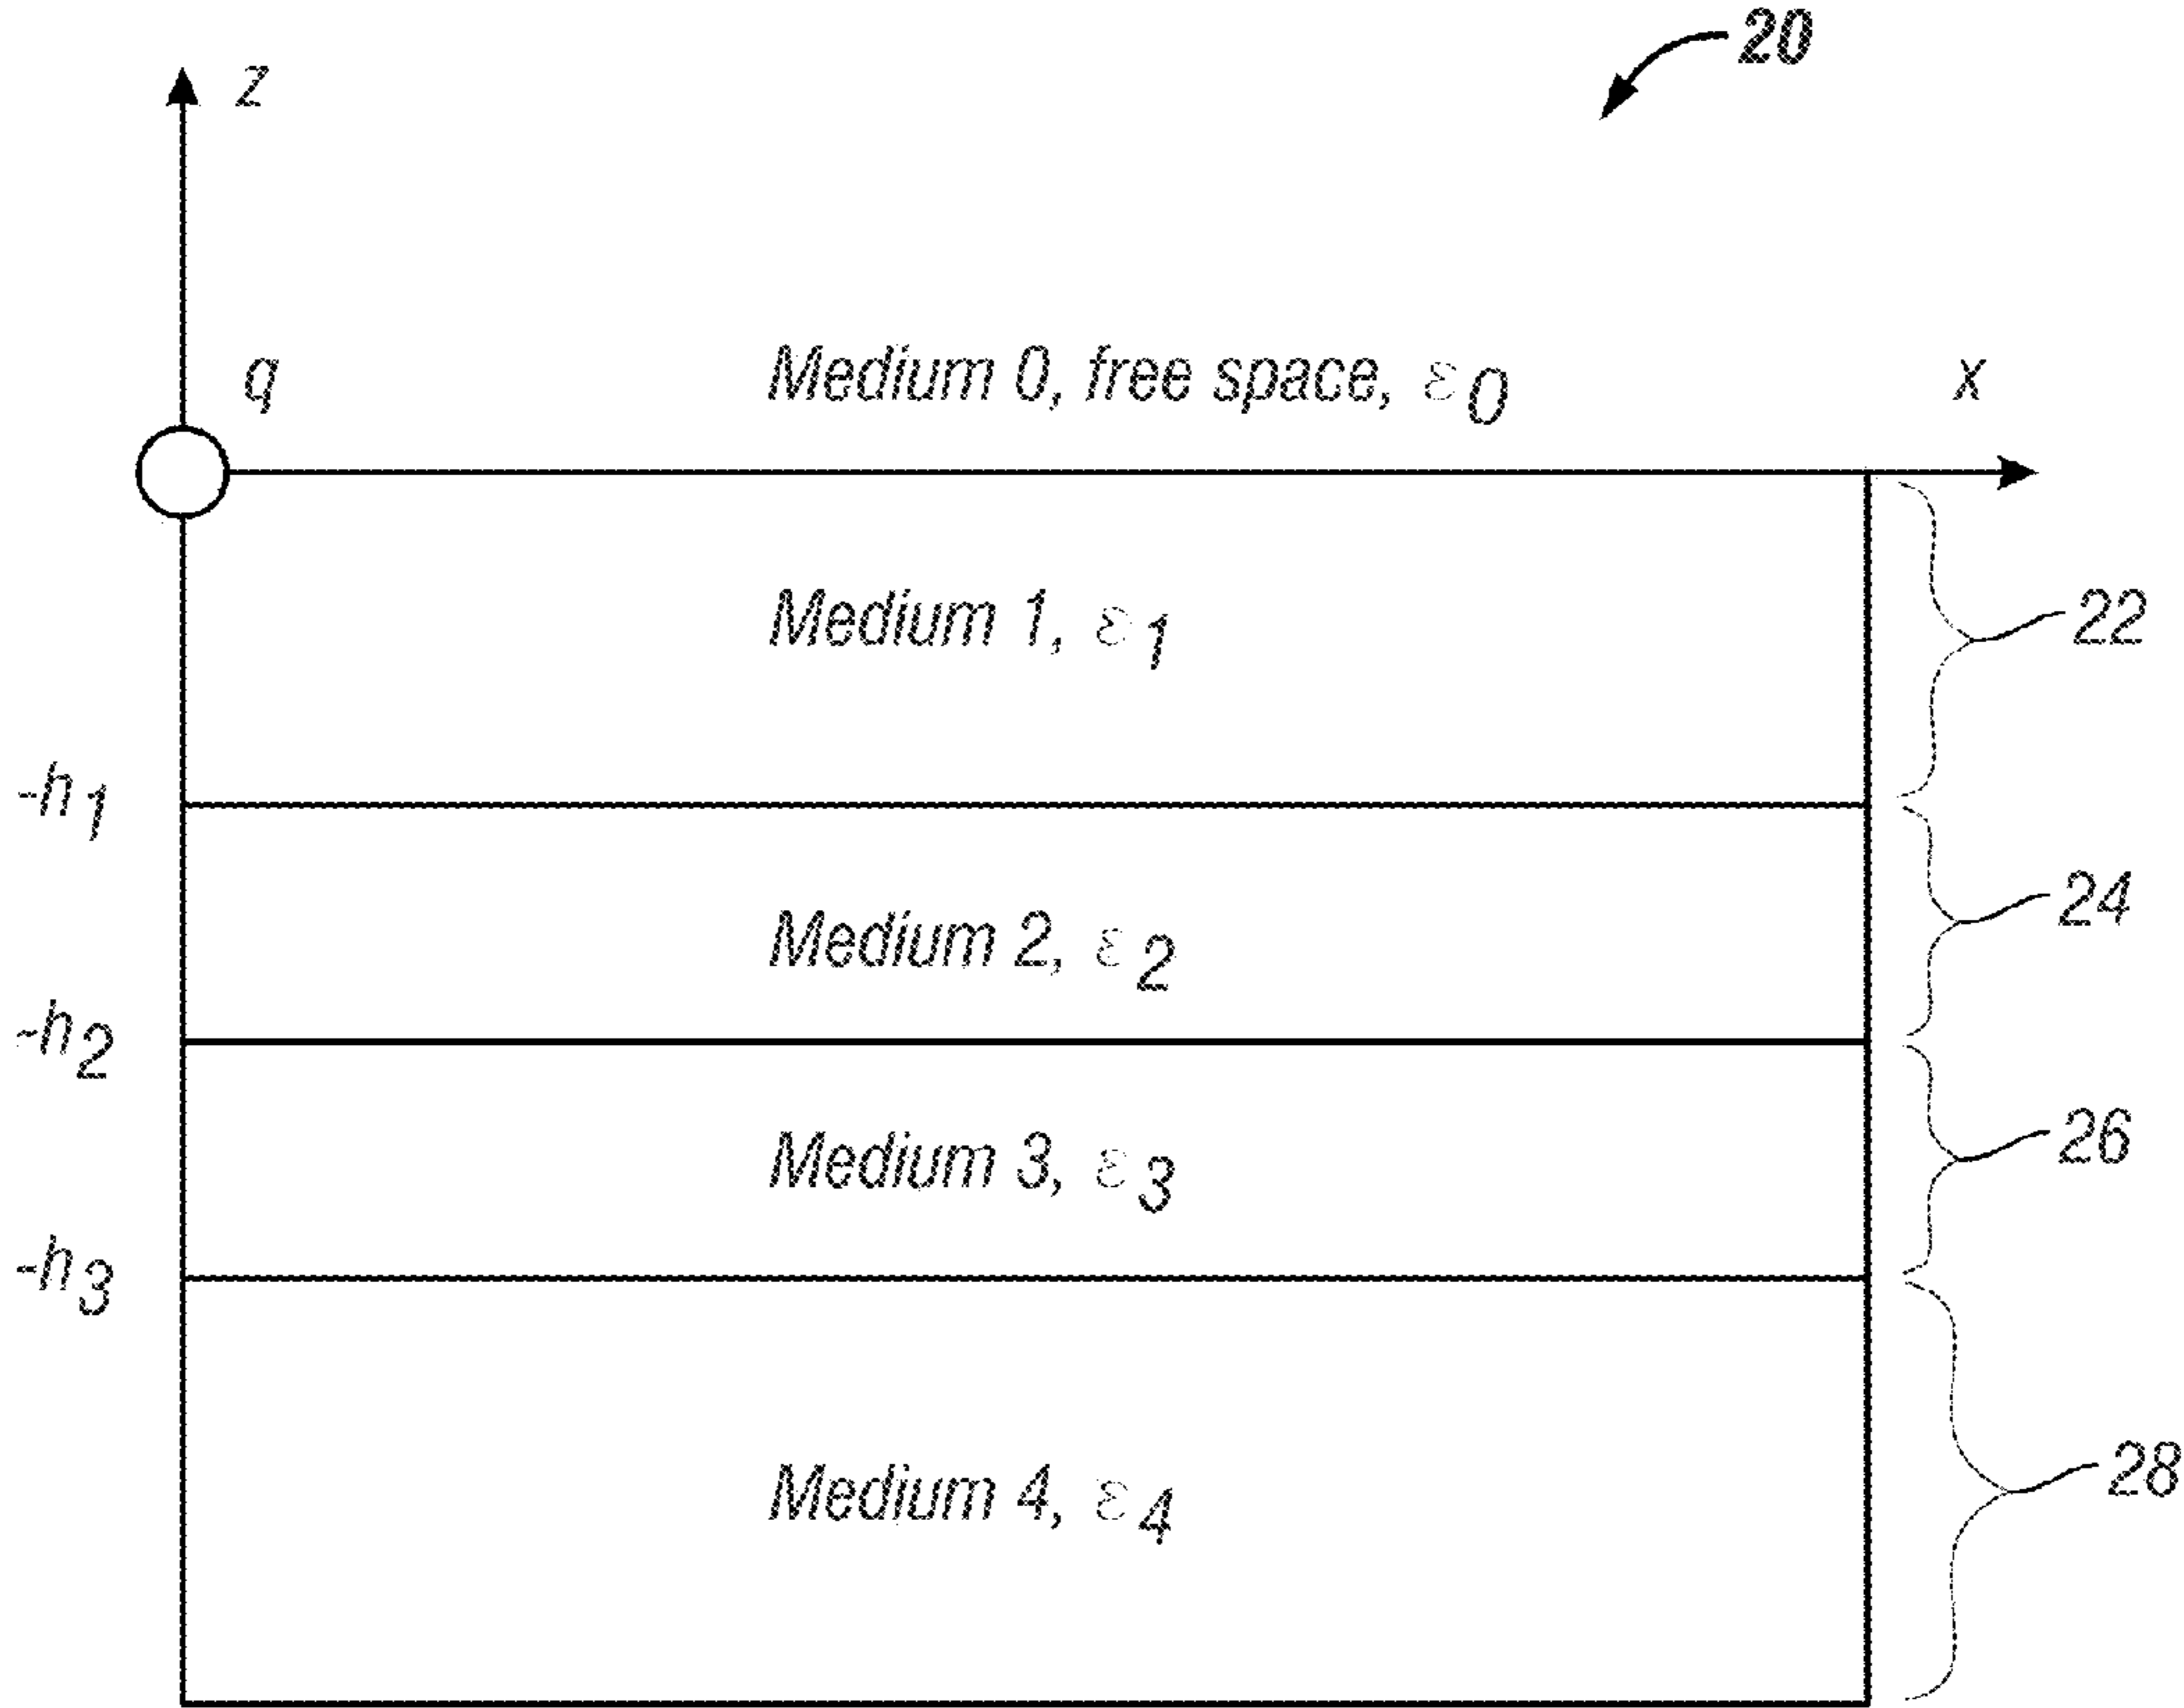 20
z
q
Medium 0, free space, ε0
x
Medium 1, ε1
22
-h1
24
Medium 2, ε2
-h2
26
Medium 3, ε3
-h3
28
Medium 4, ε4